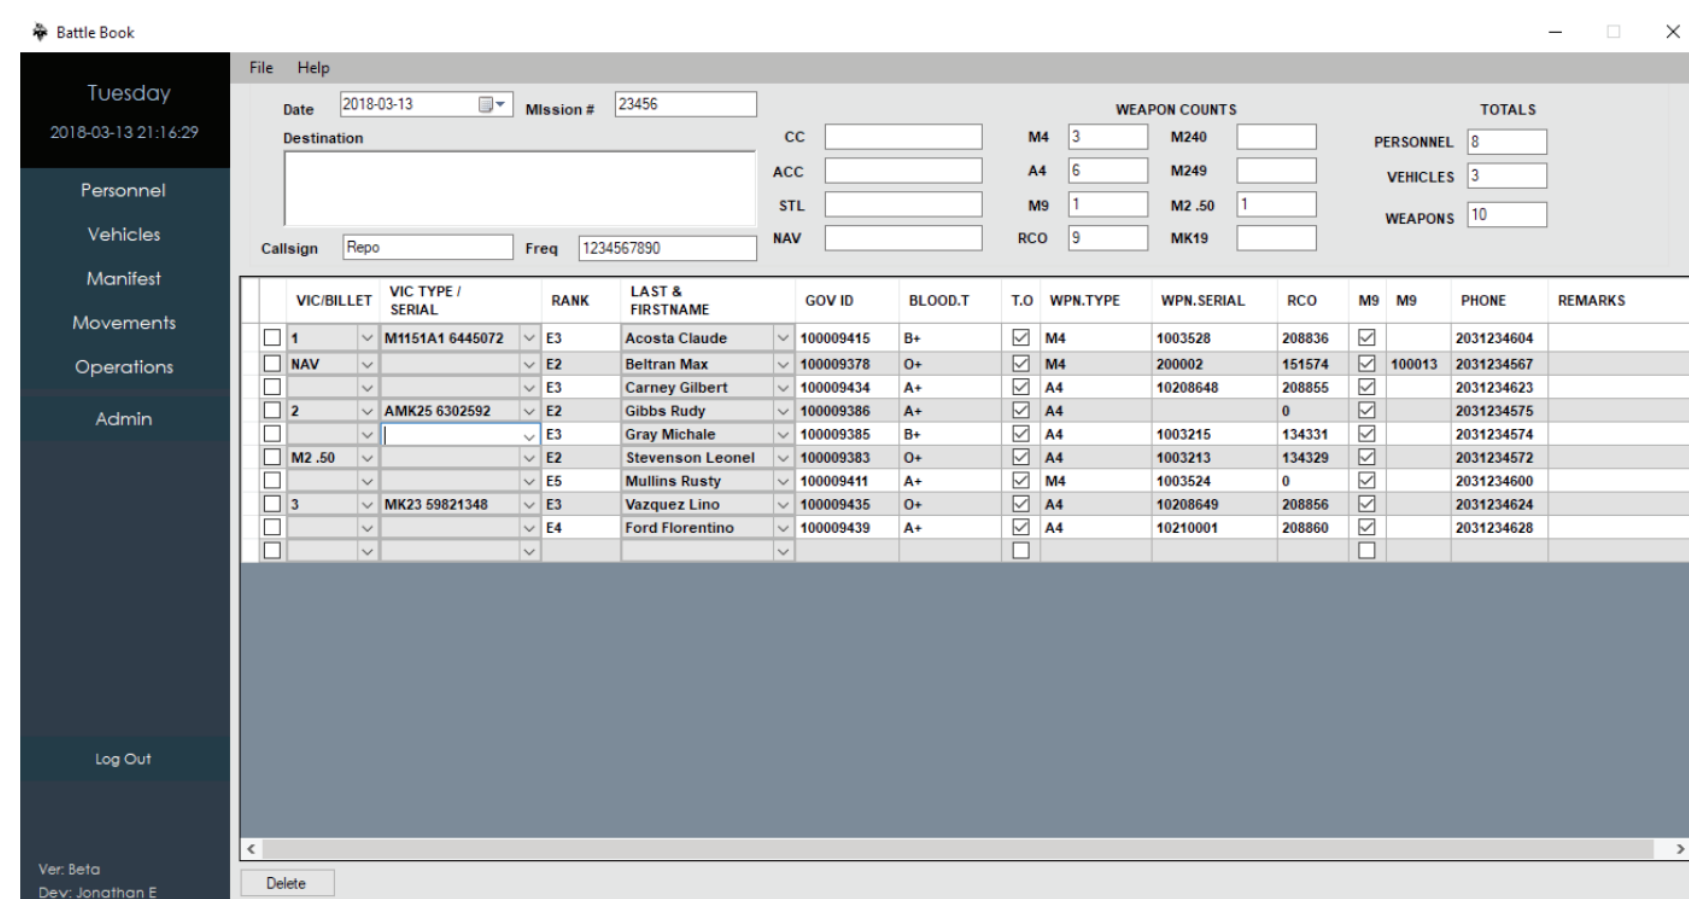 Battle Book
Tuesday
2018-03-13 21:16:29
Personnel
Vehicles
Manifest
Movements
Operations
Admin
Log Out
Ver: Beta
Dev: Jonathan E
File Help
Date 2018-03-13 MIssion # 23456
Destination
Callsign Repo Freq 1234567890
CC
ACC
STL
NAV
WEAPON COUNTS
M4 3 M240
A4 6 M249
M9 1 M2 .50 1
RCO 9 MK19
TOTALS
PERSONNEL 8
VEHICLES 3
WEAPONS 10
VIC/BILLET VIC TYPE / SERIAL RANK LAST & FIRSTNAME GOV ID BLOOD.T T.O WPN.TYPE WPN.SERIAL RCO M9 M9 PHONE REMARKS
1 M1151A1 6445072 E3 Acosta Claude 100009415 B+ M4 1003528 208836 2031234604
NAV E2 Beltran Max 100009378 O+ M4 200002 151574 100013 2031234567
E3 Carney Gilbert 100009434 A+ A4 10208648 208855 2031234623
2 AMK25 6302592 E2 Gibbs Rudy 100009386 A+ A4 0 2031234575
E3 Gray Michale 100009385 B+ A4 1003215 134331 2031234574
M2 .50 E2 Stevenson Leonel 100009383 O+ A4 1003213 134329 2031234572
E5 Mullins Rusty 100009411 A+ M4 1003524 0 2031234600
3 MK23 59821348 E3 Vazquez Lino 100009435 O+ A4 10208649 208856 2031234624
E4 Ford Florentino 100009439 A+ A4 10210001 208860 2031234628
Delete